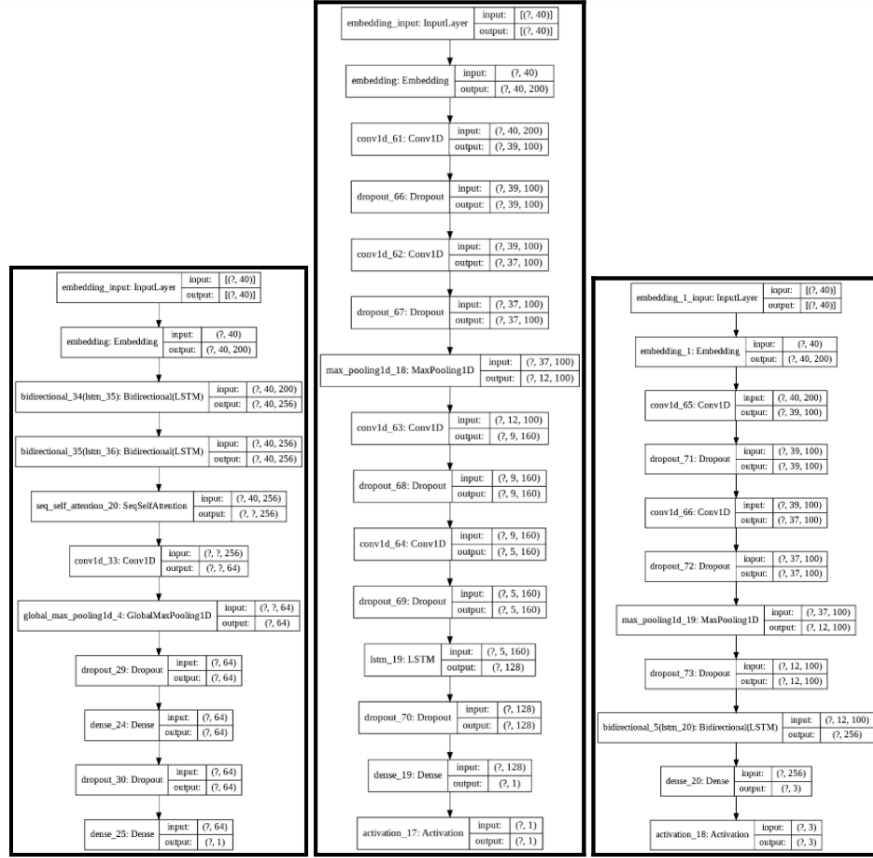 embedding_input: InputLayer input: [(?, 40)]
output: [(?, 40)]
embedding: Embedding input: (?, 40)
output: (?, 40, 200)
bidirectional_34(lstm_35): Bidirectional(LSTM) input: (?, 40, 200)
output: (?, 40, 256)
bidirectional_35(lstm_36): Bidirectional(LSTM) input: (?, 40, 256)
output: (?, 40, 256)
seq_self_attention_20: SeqSelfAttention input: (?, 40, 256)
output: (?, ?, 256)
conv1d_33: Conv1D input: (?, ?, 256)
output: (?, ?, 64)
global_max_pooling1d_4: GlobalMaxPooling1D input: (?, ?, 64)
output: (?, 64)
dropout_29: Dropout input: (?, 64)
output: (?, 64)
dense_24: Dense input: (?, 64)
output: (?, 64)
dropout_30: Dropout input: (?, 64)
output: (?, 64)
dense_25: Dense input: (?, 64)
output: (?, 1)
embedding_input: InputLayer input: [(?, 40)]
output: [(?, 40)]
embedding: Embedding input: (?, 40)
output: (?, 40, 200)
conv1d_61: Conv1D input: (?, 40, 200)
output: (?, 39, 100)
dropout_66: Dropout input: (?, 39, 100)
output: (?, 39, 100)
conv1d_62: Conv1D input: (?, 39, 100)
output: (?, 37, 100)
dropout_67: Dropout input: (?, 37, 100)
output: (?, 37, 100)
max_pooling1d_18: MaxPooling1D input: (?, 37, 100)
output: (?, 12, 100)
conv1d_63: Conv1D input: (?, 12, 100)
output: (?, 9, 160)
dropout_68: Dropout input: (?, 9, 160)
output: (?, 9, 160)
conv1d_64: Conv1D input: (?, 9, 160)
output: (?, 5, 160)
dropout_69: Dropout input: (?, 5, 160)
output: (?, 5, 160)
lstm_19: LSTM input: (?, 5, 160)
output: (?, 128)
dropout_70: Dropout input: (?, 128)
output: (?, 128)
dense_19: Dense input: (?, 128)
output: (?, 1)
activation_17: Activation input: (?, 1)
output: (?, 1)
embedding_1_input: InputLayer input: [(?, 40)]
output: [(?, 40)]
embedding_1: Embedding input: (?, 40)
output: (?, 40, 200)
conv1d_65: Conv1D input: (?, 40, 200)
output: (?, 39, 100)
dropout_71: Dropout input: (?, 39, 100)
output: (?, 39, 100)
conv1d_66: Conv1D input: (?, 39, 100)
output: (?, 37, 100)
dropout_72: Dropout input: (?, 37, 100)
output: (?, 37, 100)
max_pooling1d_19: MaxPooling1D input: (?, 37, 100)
output: (?, 12, 100)
dropout_73: Dropout input: (?, 12, 100)
output: (?, 12, 100)
bidirectional_5(lstm_20): Bidirectional(LSTM) input: (?, 12, 100)
output: (?, 256)
dense_20: Dense input: (?, 256)
output: (?, 3)
activation_18: Activation input: (?, 3)
output: (?, 3)